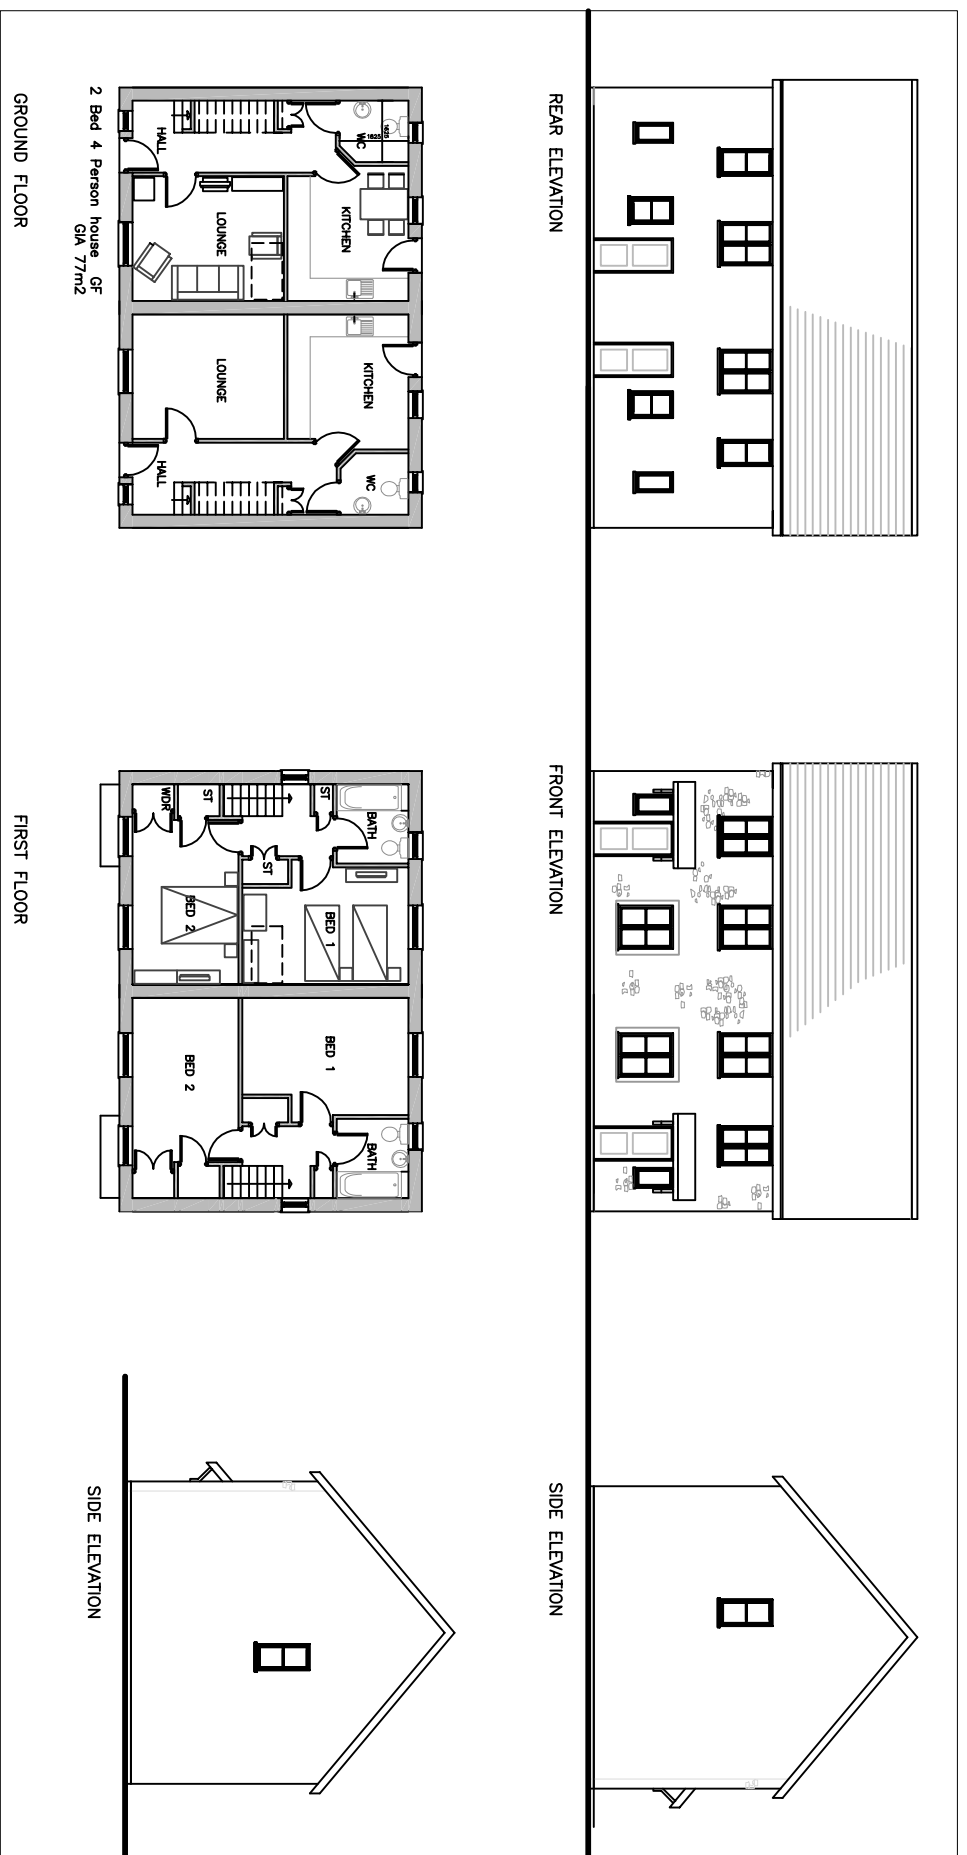 REAR ELEVATION
FRONT ELEVATION
SIDE ELEVATION
WC
1625
1625
KITCHEN
KITCHEN
WC
HALL
LOUNGE
LOUNGE
HALL
2 Bed 4 Person house GF
GIA 77m2
GROUND FLOOR
BATH
ST
BED 1
BED 1
BATH
ST
ST
WDR
BED 2
BED 2
FIRST FLOOR
SIDE ELEVATION